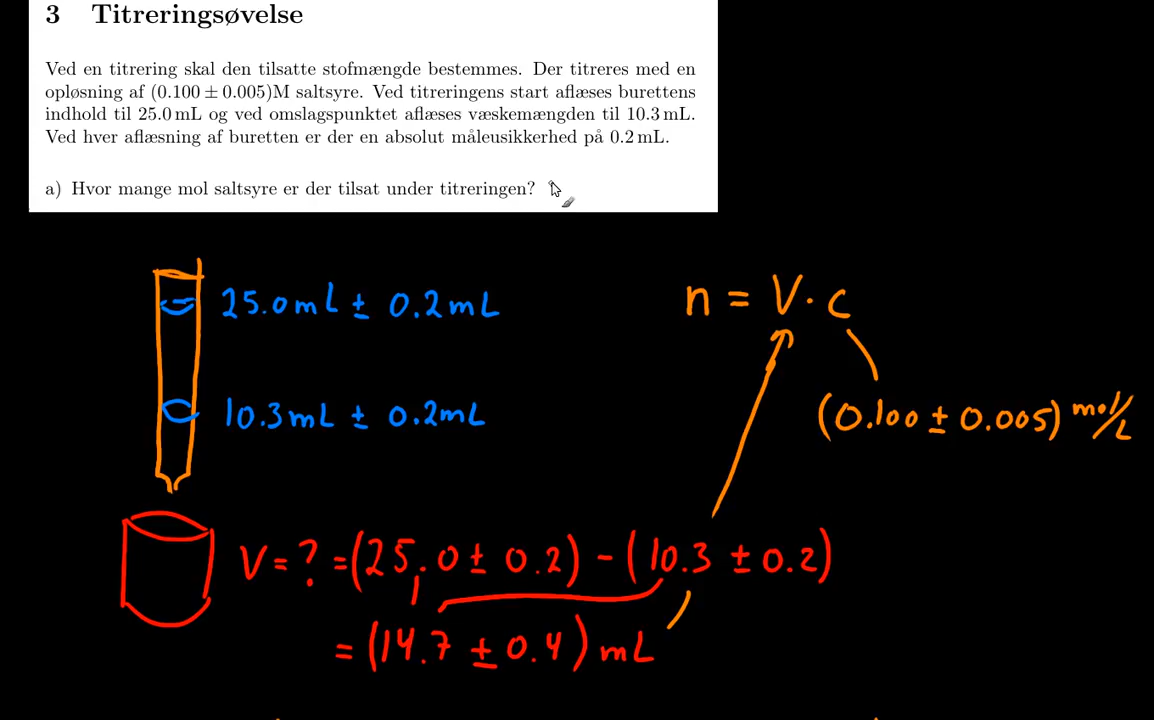 3 Titreringsøvelse
Ved en titrering skal den tilsatte stofmængde bestemmes. Der titreres med en
opløsning af (0.100 ± 0.005)M saltsyre. Ved titreringens start aflæses burettens
indhold til 25.0 mL og ved omslagspunktet aflæses væskemængden til 10.3 mL.
Ved hver aflæsning af buretten er der en absolut måleusikkerhed på 0.2 mL.
a) Hvor mange mol saltsyre er der tilsat under titreringen?
25.0 mL ± 0.2 mL
n = V · c
10.3 mL ± 0.2 mL
(0.100 ± 0.005) mol/L
V = ? = (25.0 ± 0.2) - (10.3 ± 0.2)
= (14.7 ± 0.4) mL